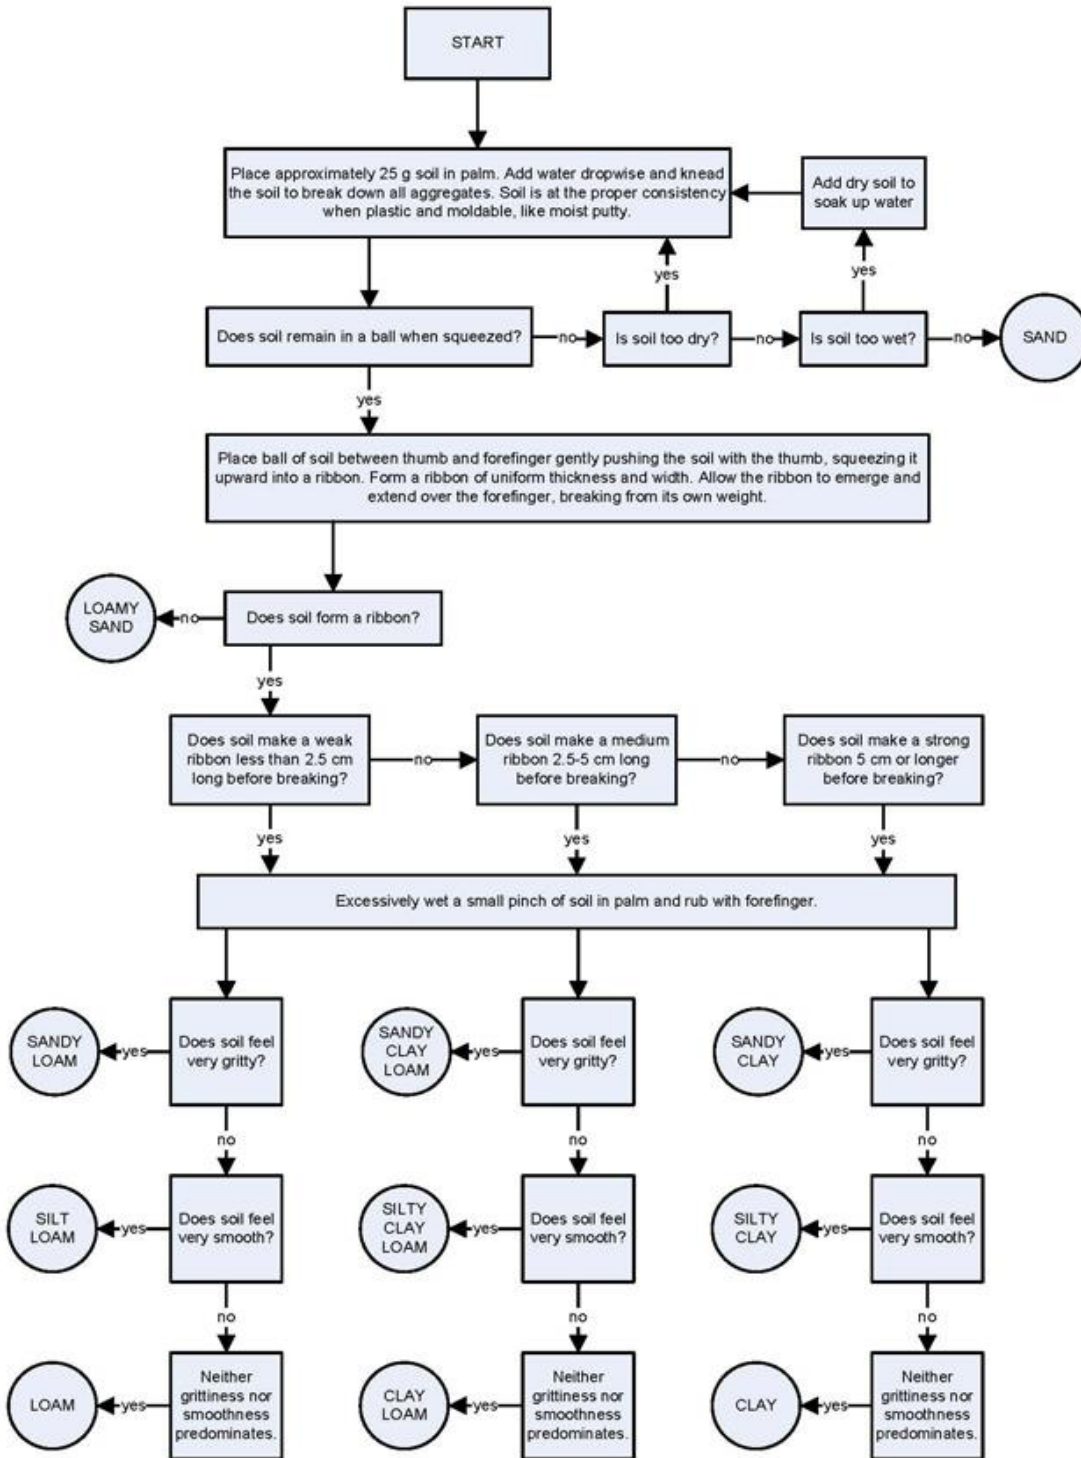 START
Place approximately 25 g soil in palm. Add water dropwise and knead
the soil to break down all aggregates. Soil is at the proper consistency
when plastic and moldable, like moist putty.
Add dry soil to
soak up water
yes
yes
Does soil remain in a ball when squeezed?
no
Is soil too dry?
no
Is soil too wet?
no
SAND
yes
Place ball of soil between thumb and forefinger gently pushing the soil with the thumb, squeezing it
upward into a ribbon. Form a ribbon of uniform thickness and width. Allow the ribbon to emerge and
extend over the forefinger, breaking from its own weight.
LOAMY
SAND
no
Does soil form a ribbon?
yes
Does soil make a weak
ribbon less than 2.5 cm
long before breaking?
no
Does soil make a medium
ribbon 2.5-5 cm long
before breaking?
no
Does soil make a strong
ribbon 5 cm or longer
before breaking?
yes
yes
yes
Excessively wet a small pinch of soil in palm and rub with forefinger.
SANDY
LOAM
yes
Does soil feel
very gritty?
SANDY
CLAY
LOAM
yes
Does soil feel
very gritty?
SANDY
CLAY
yes
Does soil feel
very gritty?
no
no
no
SILT
LOAM
yes
Does soil feel
very smooth?
SILTY
CLAY
LOAM
yes
Does soil feel
very smooth?
SILTY
CLAY
yes
Does soil feel
very smooth?
no
no
no
LOAM
yes
Neither
grittiness nor
smoothness
predominates.
CLAY
LOAM
yes
Neither
grittiness nor
smoothness
predominates.
CLAY
yes
Neither
grittiness nor
smoothness
predominates.